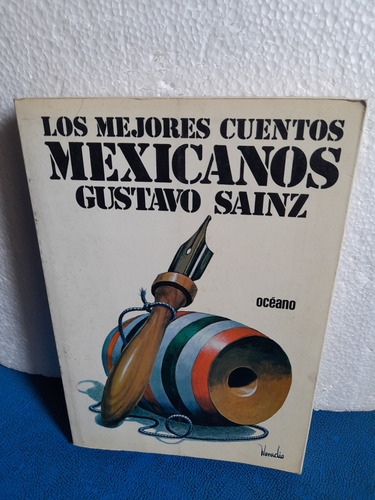 LOS MEJORES CUENTOS
MEXICANOS
GUSTAVO SAINZ
océano